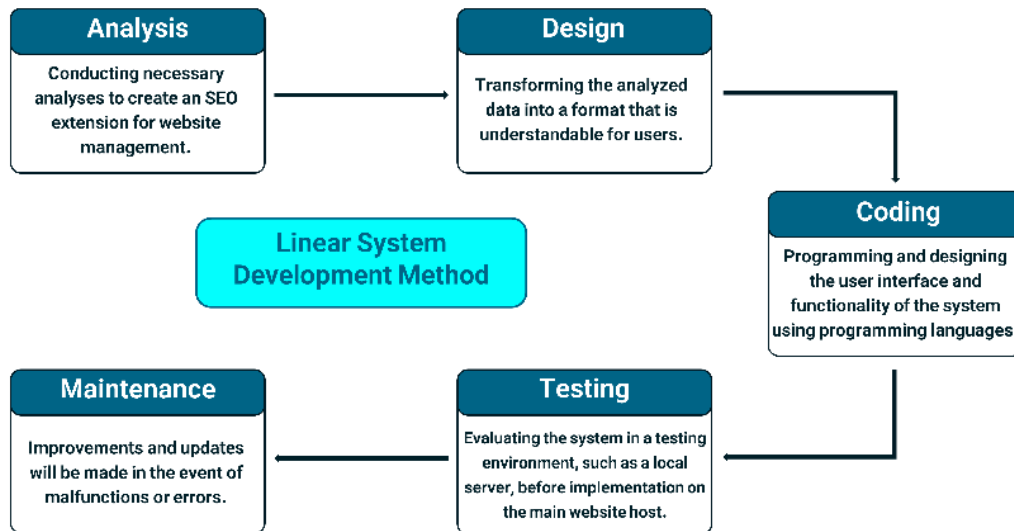 Analysis
Conducting necessary
analyses to create an SEO
extension for website
management.
Design
Transforming the analyzed
data into a format that is
understandable for users.
Coding
Programming and designing
the user interface and
functionality of the system
using programming languages
Linear System
Development Method
Testing
Evaluating the system in a testing
environment, such as a local
server, before implementation on
the main website host.
Maintenance
Improvements and updates
will be made in the event of
malfunctions or errors.